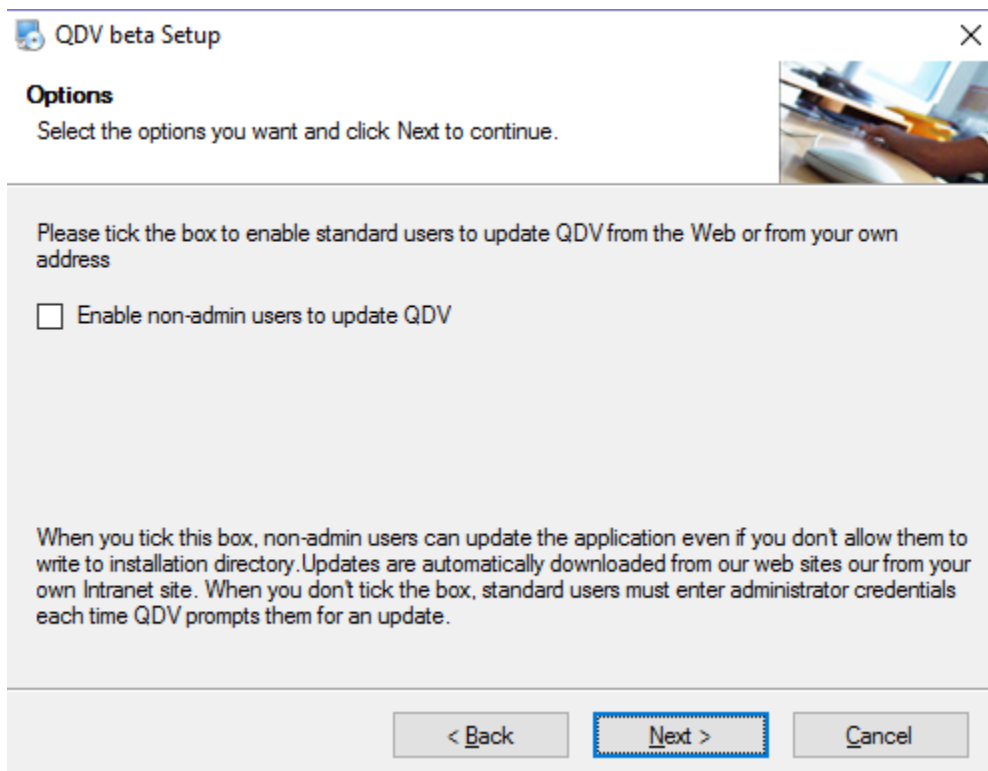 QDV beta Setup
Options
Select the options you want and click Next to continue.
Please tick the box to enable standard users to update QDV from the Web or from your own
address
Enable non-admin users to update QDV
When you tick this box, non-admin users can update the application even if you don't allow them to
write to installation directory.Updates are automatically downloaded from our web sites our from your
own Intranet site. When you don't tick the box, standard users must enter administrator credentials
each time QDV prompts them for an update.
< Back
Next >
Cancel